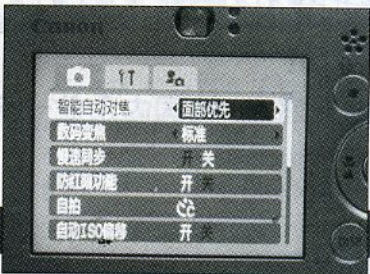 Canon
智能自动对焦 面部优先
数码变焦 标准
慢速同步 开 关
防红眼功能 开 关
自拍
自动ISO偏移 开 关